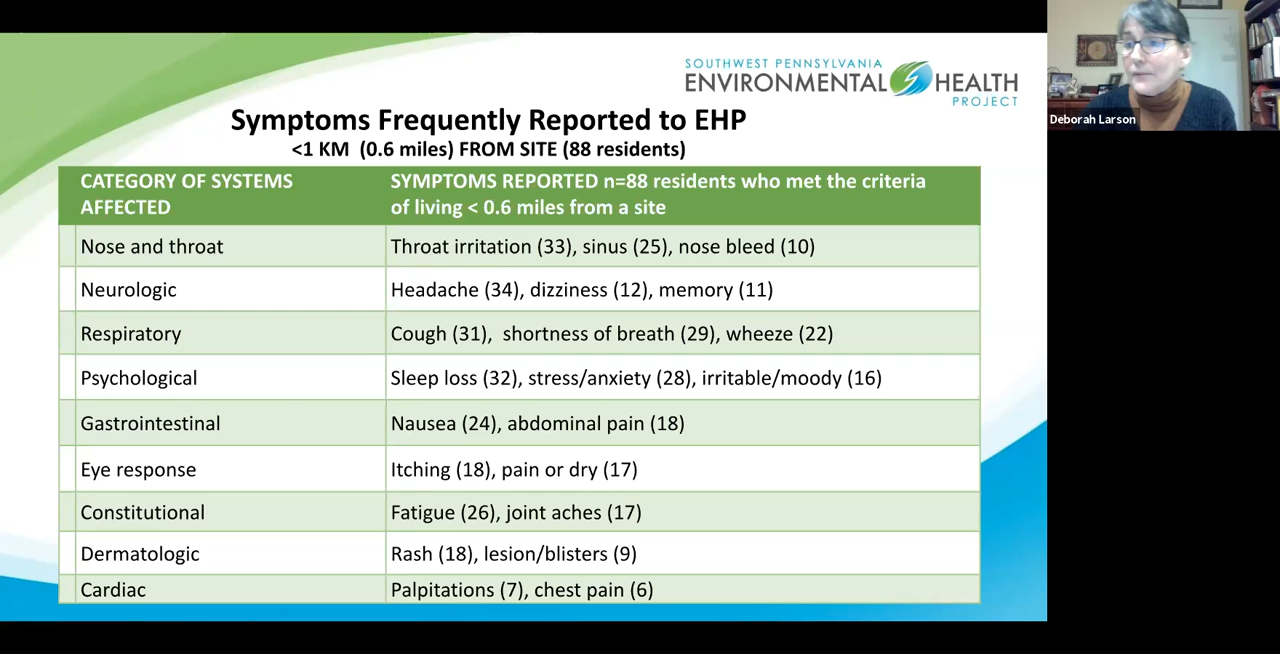 SOUTHWEST PENNSYLVANIA
ENVIRONMENTAL HEALTH
PROJECT
Deborah Larson
Symptoms Frequently Reported to EHP
<1 KM (0.6 miles) FROM SITE (88 residents)
CATEGORY OF SYSTEMS AFFECTED
SYMPTOMS REPORTED n=88 residents who met the criteria
of living < 0.6 miles from a site
Nose and throat Throat irritation (33), sinus (25), nose bleed (10)
Neurologic Headache (34), dizziness (12), memory (11)
Respiratory Cough (31), shortness of breath (29), wheeze (22)
Psychological Sleep loss (32), stress/anxiety (28), irritable/moody (16)
Gastrointestinal Nausea (24), abdominal pain (18)
Eye response Itching (18), pain or dry (17)
Constitutional Fatigue (26), joint aches (17)
Dermatologic Rash (18), lesion/blisters (9)
Cardiac Palpitations (7), chest pain (6)